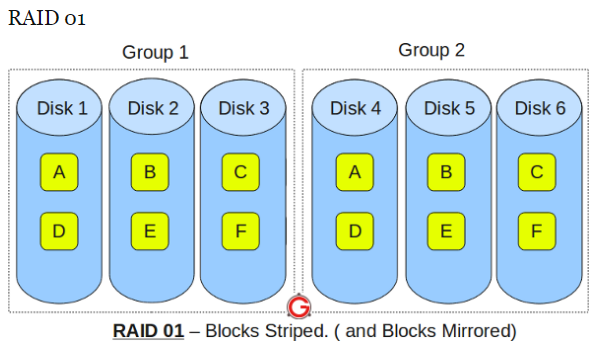 RAID 01
Group 1 Group 2
Disk 1 Disk 2 Disk 3 Disk 4 Disk 5 Disk 6
A B C A B C
D E F D E F
G
RAID 01 – Blocks Striped. ( and Blocks Mirrored)